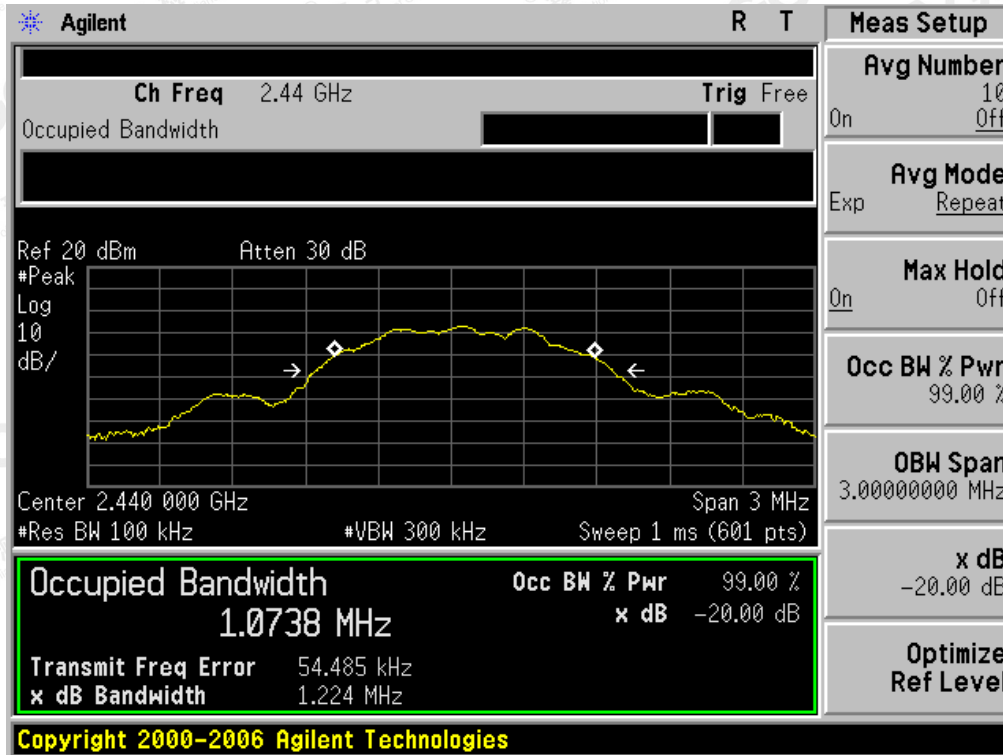 Agilent R T
Ch Freq 2.44 GHz Trig Free
Occupied Bandwidth
Ref 20 dBm Atten 30 dB
#Peak
Log
10
dB/
Center 2.440 000 GHz Span 3 MHz
#Res BW 100 kHz #VBW 300 kHz Sweep 1 ms (601 pts)
Occupied Bandwidth Occ BW % Pwr 99.00 %
1.0738 MHz x dB -20.00 dB
Transmit Freq Error 54.485 kHz
x dB Bandwidth 1.224 MHz
Copyright 2000-2006 Agilent Technologies
Meas Setup
Avg Number
10
On Off
Avg Mode
Exp Repeat
Max Hold
On Off
Occ BW % Pwr
99.00 %
OBW Span
3.00000000 MHz
x dB
-20.00 dB
Optimize
Ref Level